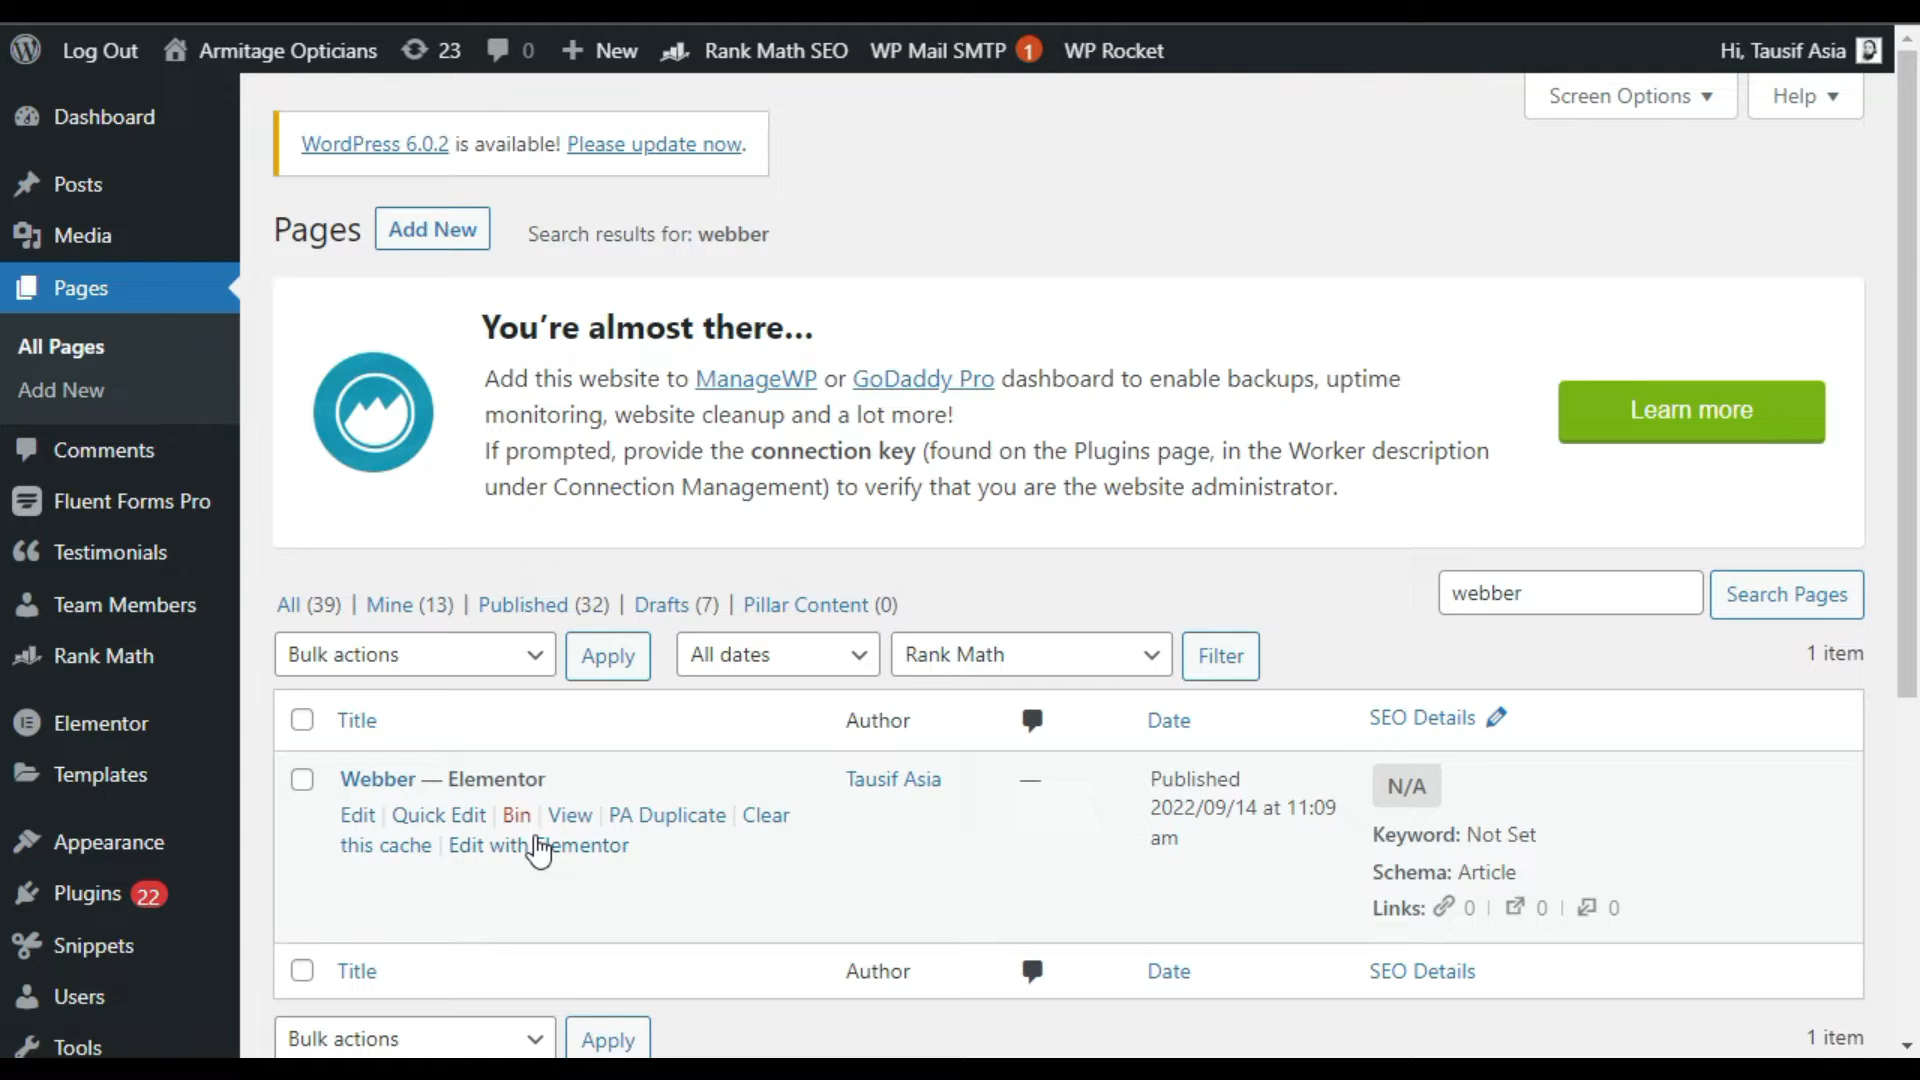 Log Out Armitage Opticians 23 0 New Rank Math SEO WP Mail SMTP 1 WP Rocket Hi, Tausif Asia
Screen Options ▼ Help ▼
Dashboard
Posts
Media
Pages
All Pages
Add New
Comments
Fluent Forms Pro
Testimonials
Team Members
Rank Math
Elementor
Templates
Appearance
Plugins 22
Snippets
Users
Tools
WordPress 6.0.2 is available! Please update now.
Pages Add New Search results for: webber
You're almost there...
Add this website to ManageWP or GoDaddy Pro dashboard to enable backups, uptime
monitoring, website cleanup and a lot more!
If prompted, provide the connection key (found on the Plugins page, in the Worker description
under Connection Management) to verify that you are the website administrator.
Learn more
webber Search Pages
All (39) | Mine (13) | Published (32) | Drafts (7) | Pillar Content (0)
Bulk actions Apply All dates Rank Math Filter 1 item
Title Author Date SEO Details
Webber — Elementor Tausif Asia — Published N/A
Edit | Quick Edit | Bin | View | PA Duplicate | Clear 2022/09/14 at 11:09
this cache | Edit with Elementor am
Keyword: Not Set
Schema: Article
Links: 0 | 0 | 0
Title Author Date SEO Details
Bulk actions Apply 1 item